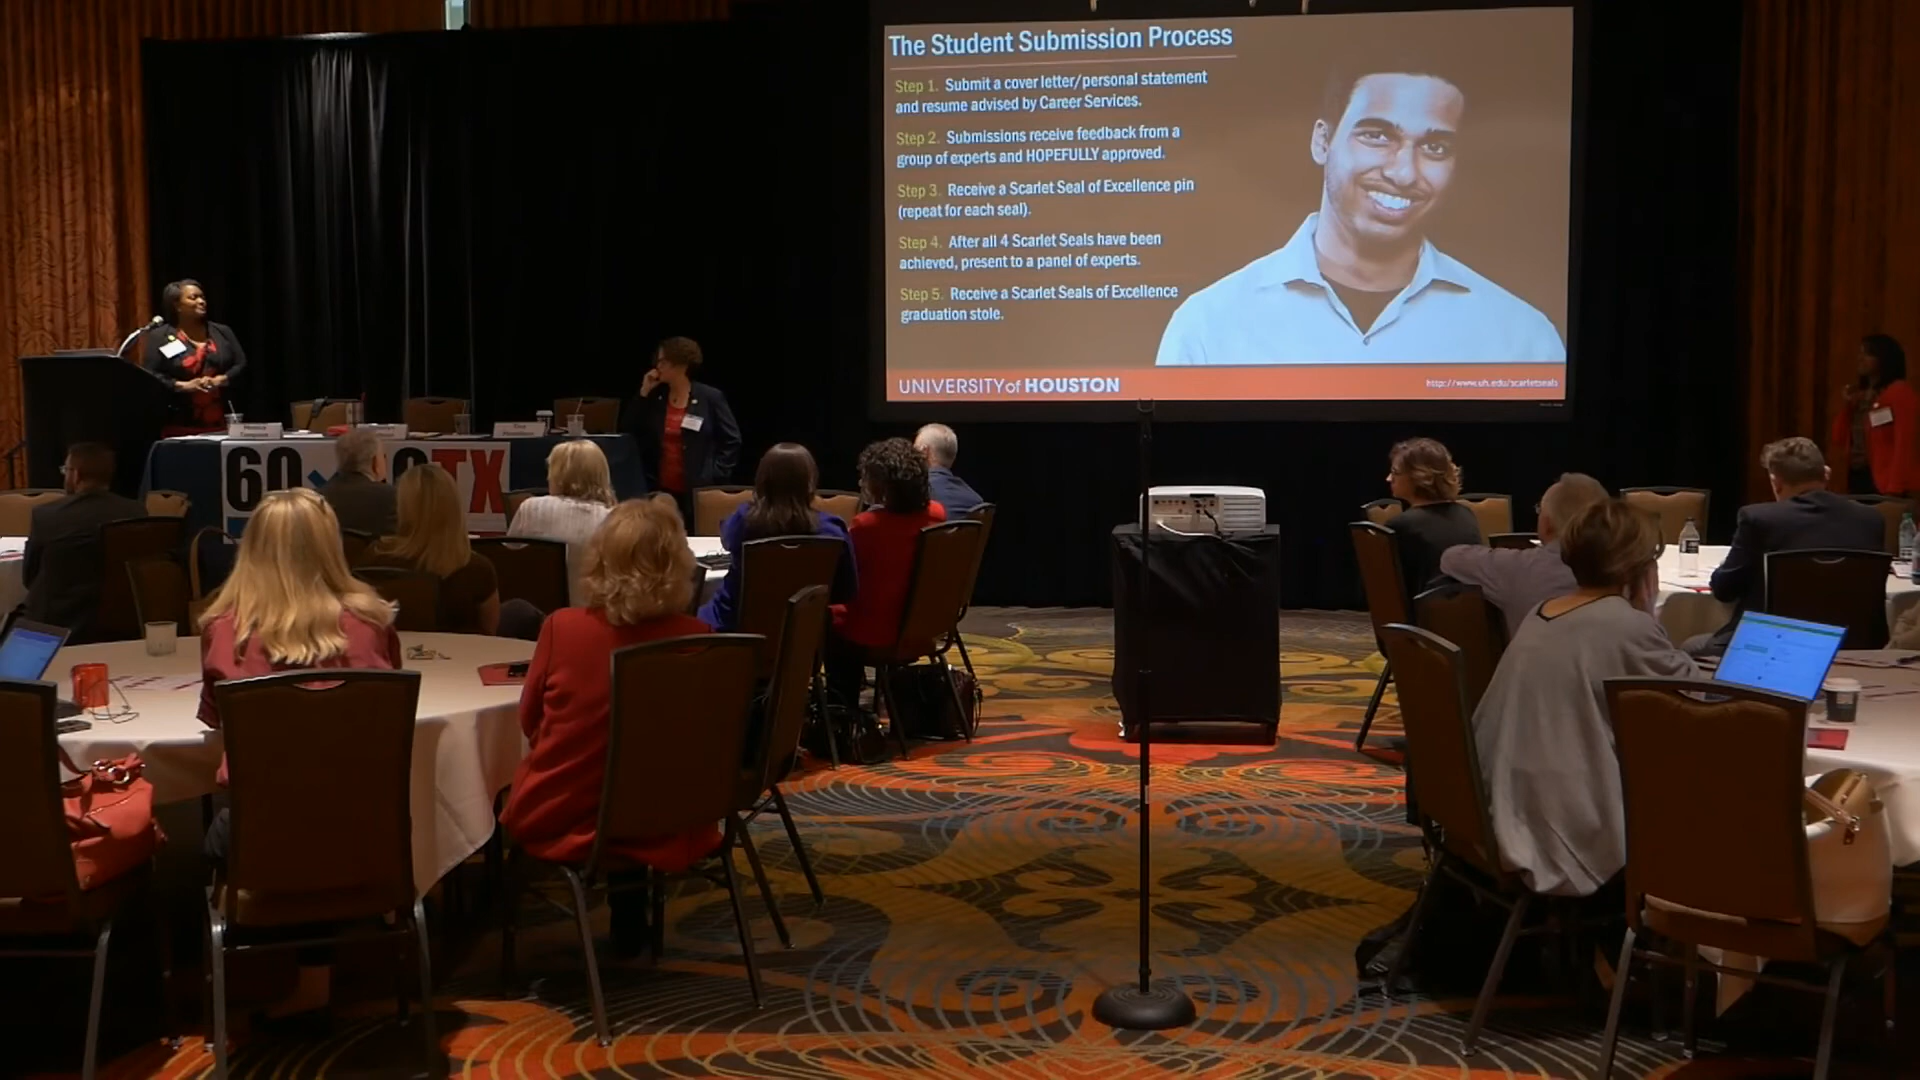 The Student Submission Process
Step 1. Submit a cover letter/personal statement
and resume advised by Career Services.
Step 2. Submissions receive feedback from a
group of experts and HOPEFULLY approved.
Step 3. Receive a Scarlet Seal of Excellence pin
(repeat for each seal).
Step 4. After all 4 Scarlet Seals have been
achieved, present to a panel of experts.
Step 5. Receive a Scarlet Seals of Excellence
graduation stole.
UNIVERSITY of HOUSTON
http://www.uh.edu/scarletseals
60
TX